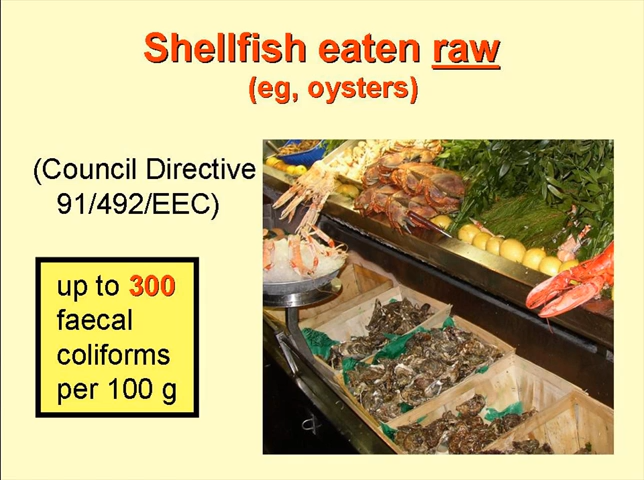 Shellfish eaten raw
(eg, oysters)
(Council Directive
91/492/EEC)
up to 300
faecal
coliforms
per 100 g